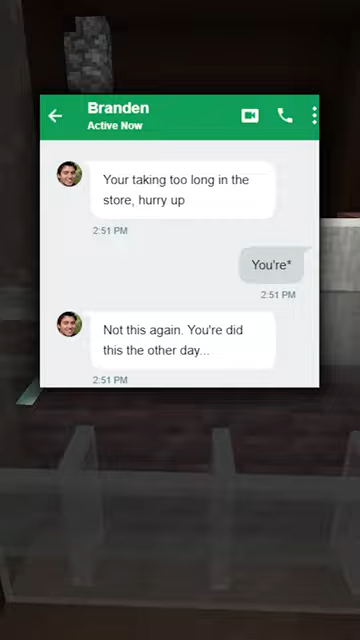 Branden
Active Now
Your taking too long in the
store, hurry up
2:51 PM
You're*
2:51 PM
Not this again. You're did
this the other day...
2:51 PM